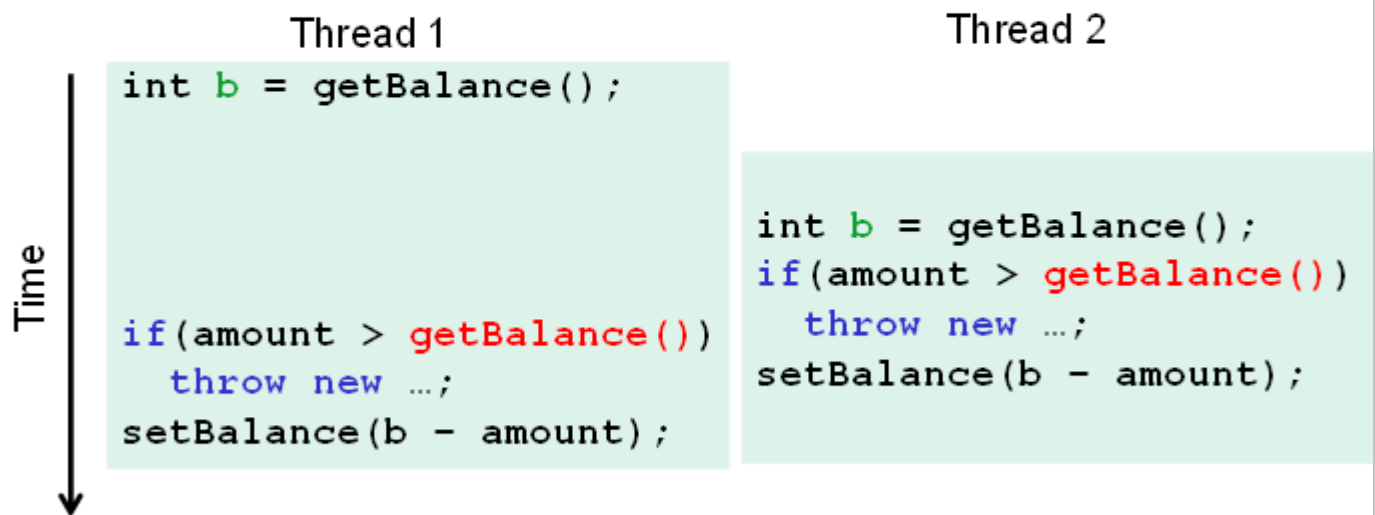 Thread 1
Thread 2
Time
int b = getBalance();
if(amount > getBalance())
throw new …;
setBalance(b - amount);
int b = getBalance();
if(amount > getBalance())
throw new …;
setBalance(b - amount);